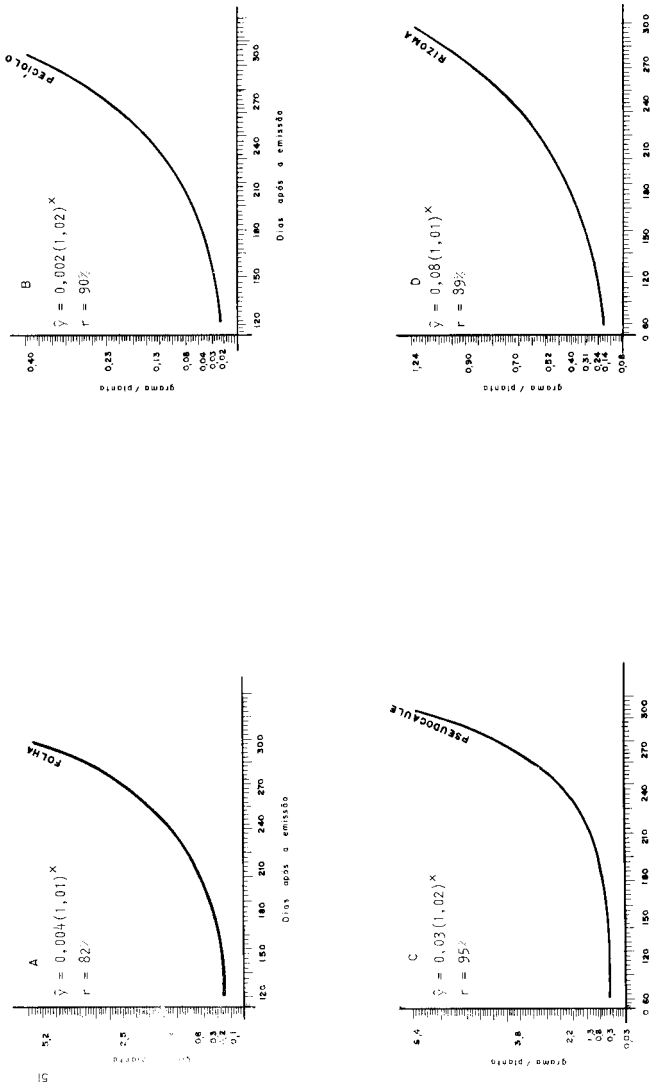 51
A
ŷ = 0,004(1,01)^x
r = 82%
FOLHA
5,2
2,5
0,8
0,3
0,2
0,1
planta
120 150 180 210 240 270 300
Dias após a emissão
B
ŷ = 0,002(1,02)^x
r = 90%
PECÍOLO
0,40
0,23
0,13
0,08
0,04
0,03
0,02
grama / planta
120 150 180 210 240 270 300
Dias após a emissão
C
ŷ = 0,03(1,02)^x
r = 95%
PSEUDOCAULE
6,4
3,8
2,2
1,3
0,8
0,3
0,03
grama / planta
0 60 90 120 150 180 210 240 270 300
D
ŷ = 0,08(1,01)^x
r = 89%
RIZOMA
1,24
0,90
0,70
0,52
0,40
0,31
0,24
0,14
0,08
grama / planta
0 60 90 120 150 180 210 240 270 300